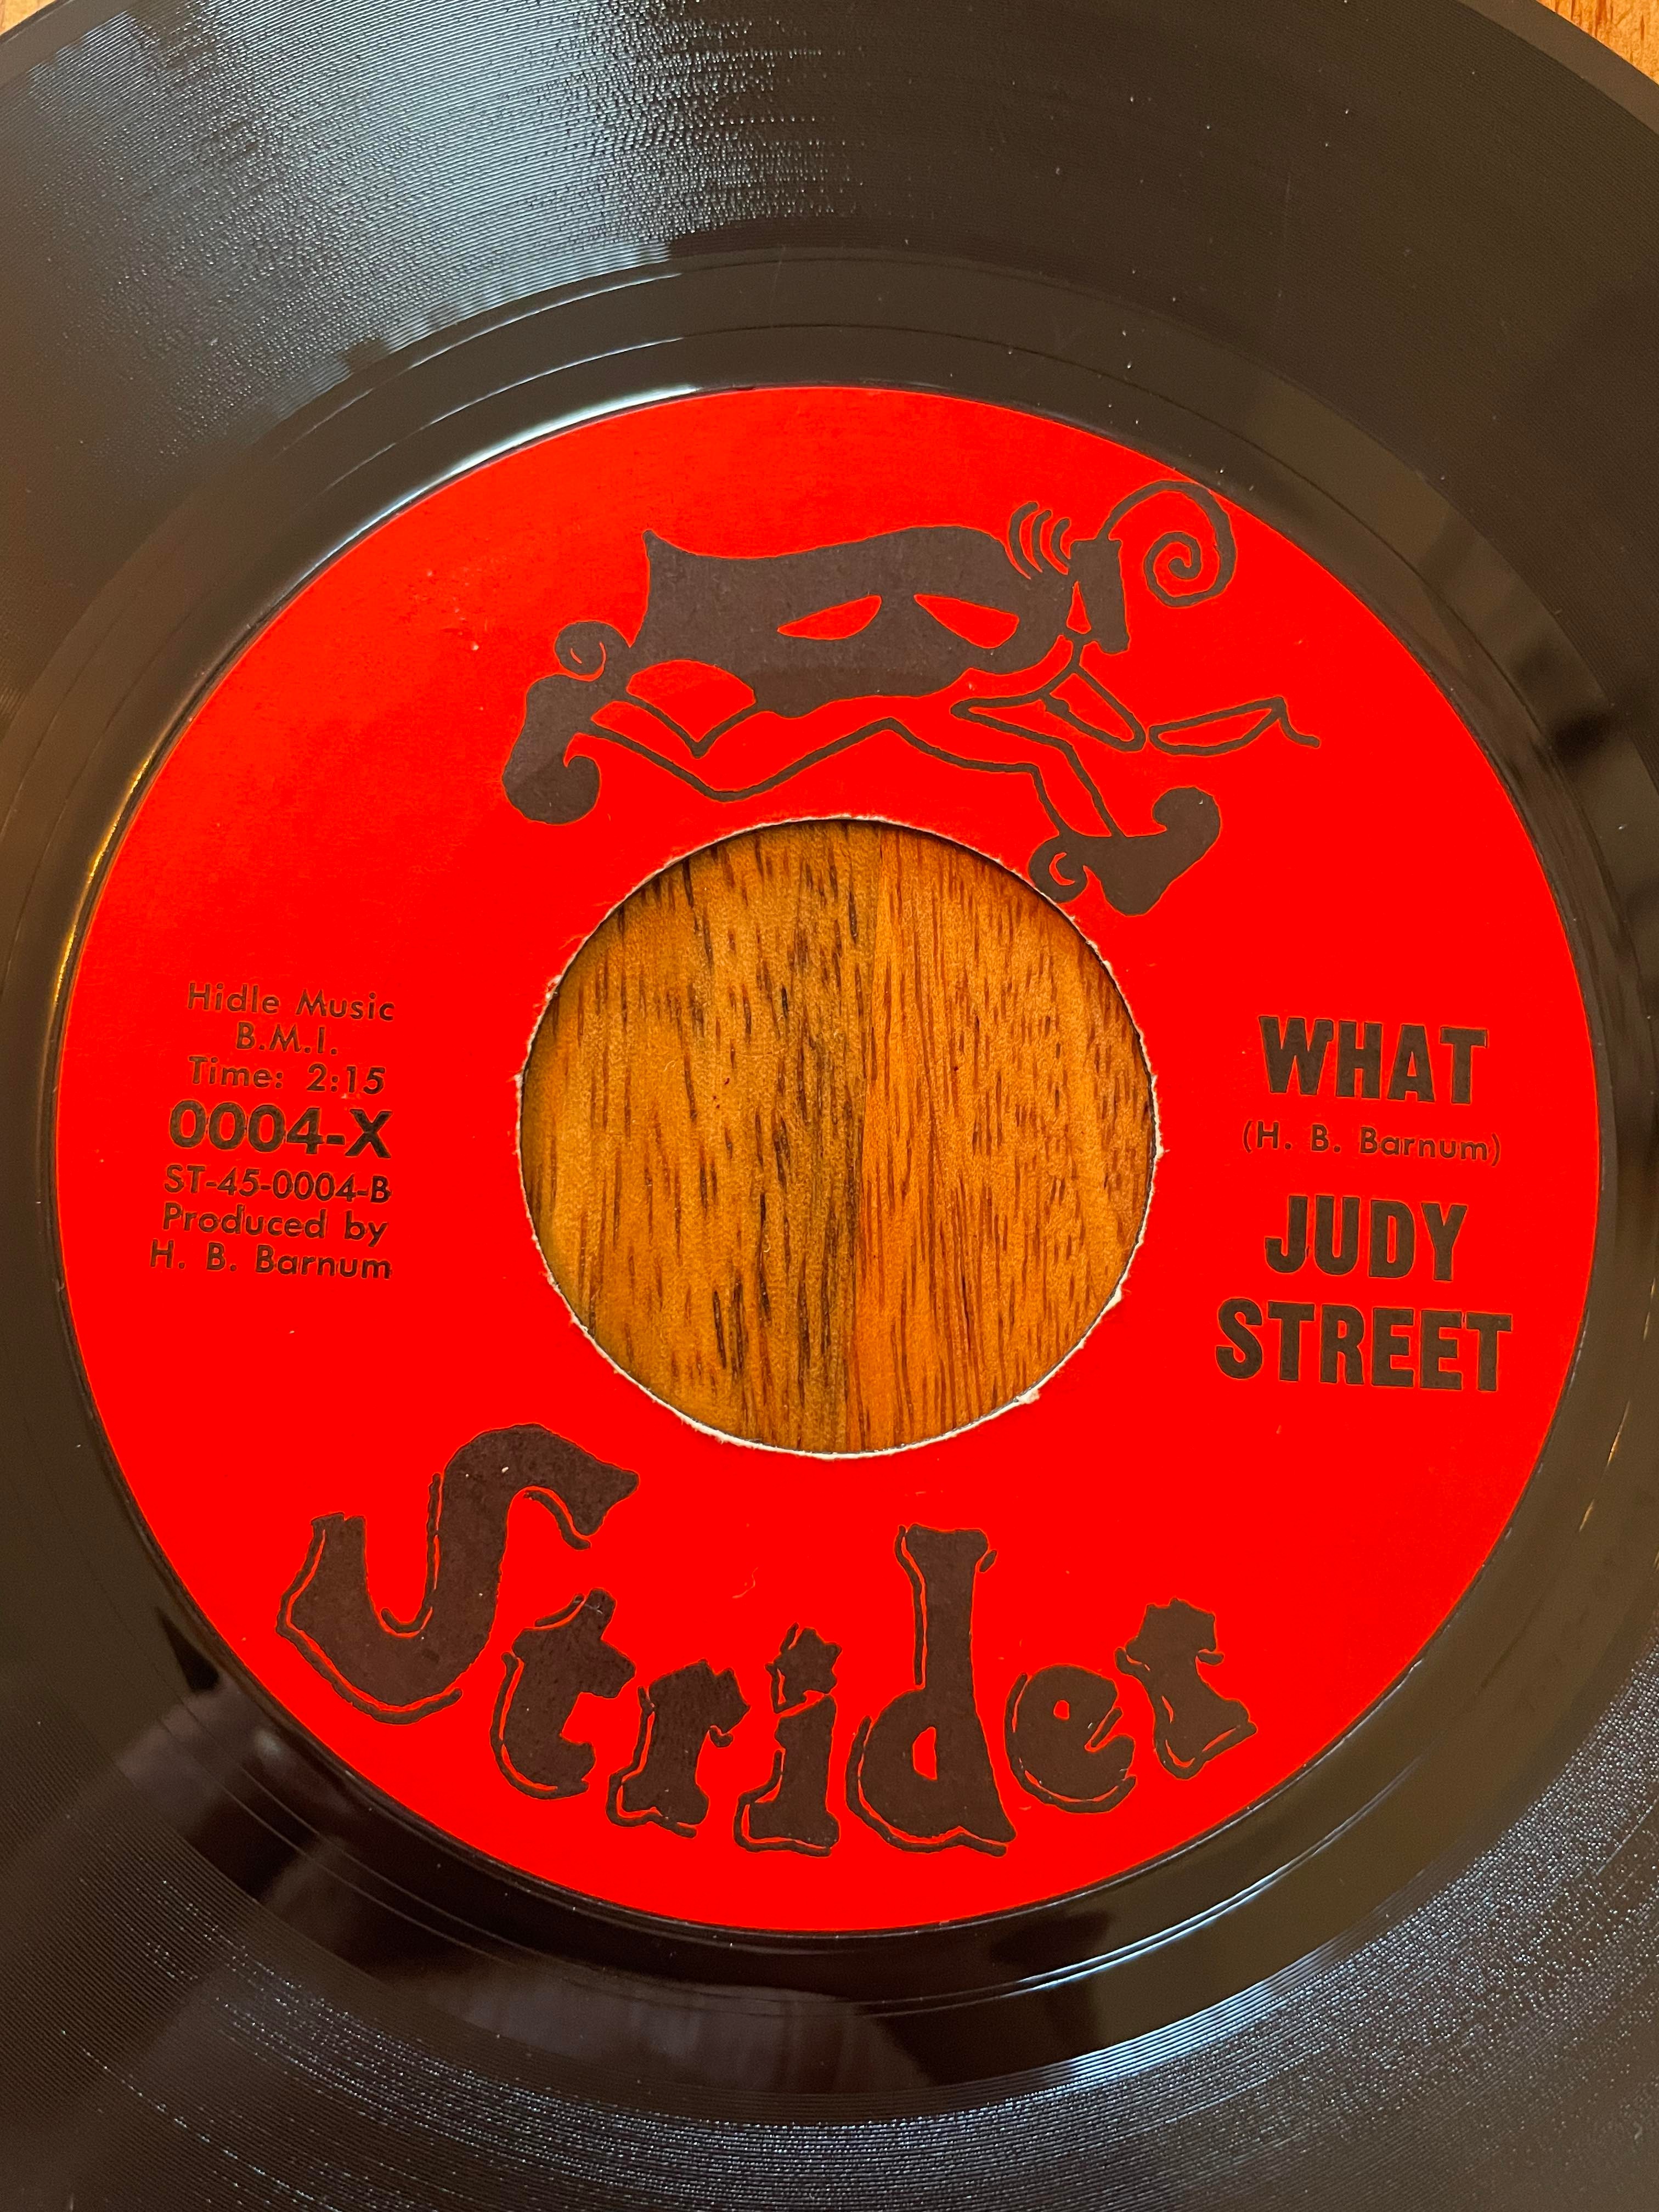 Hidle Music
B.M.I.
Time: 2:15
0004-X
ST-45-0004-B
Produced by
H. B. Barnum
WHAT
(H. B. Barnum)
JUDY
STREET
Strider